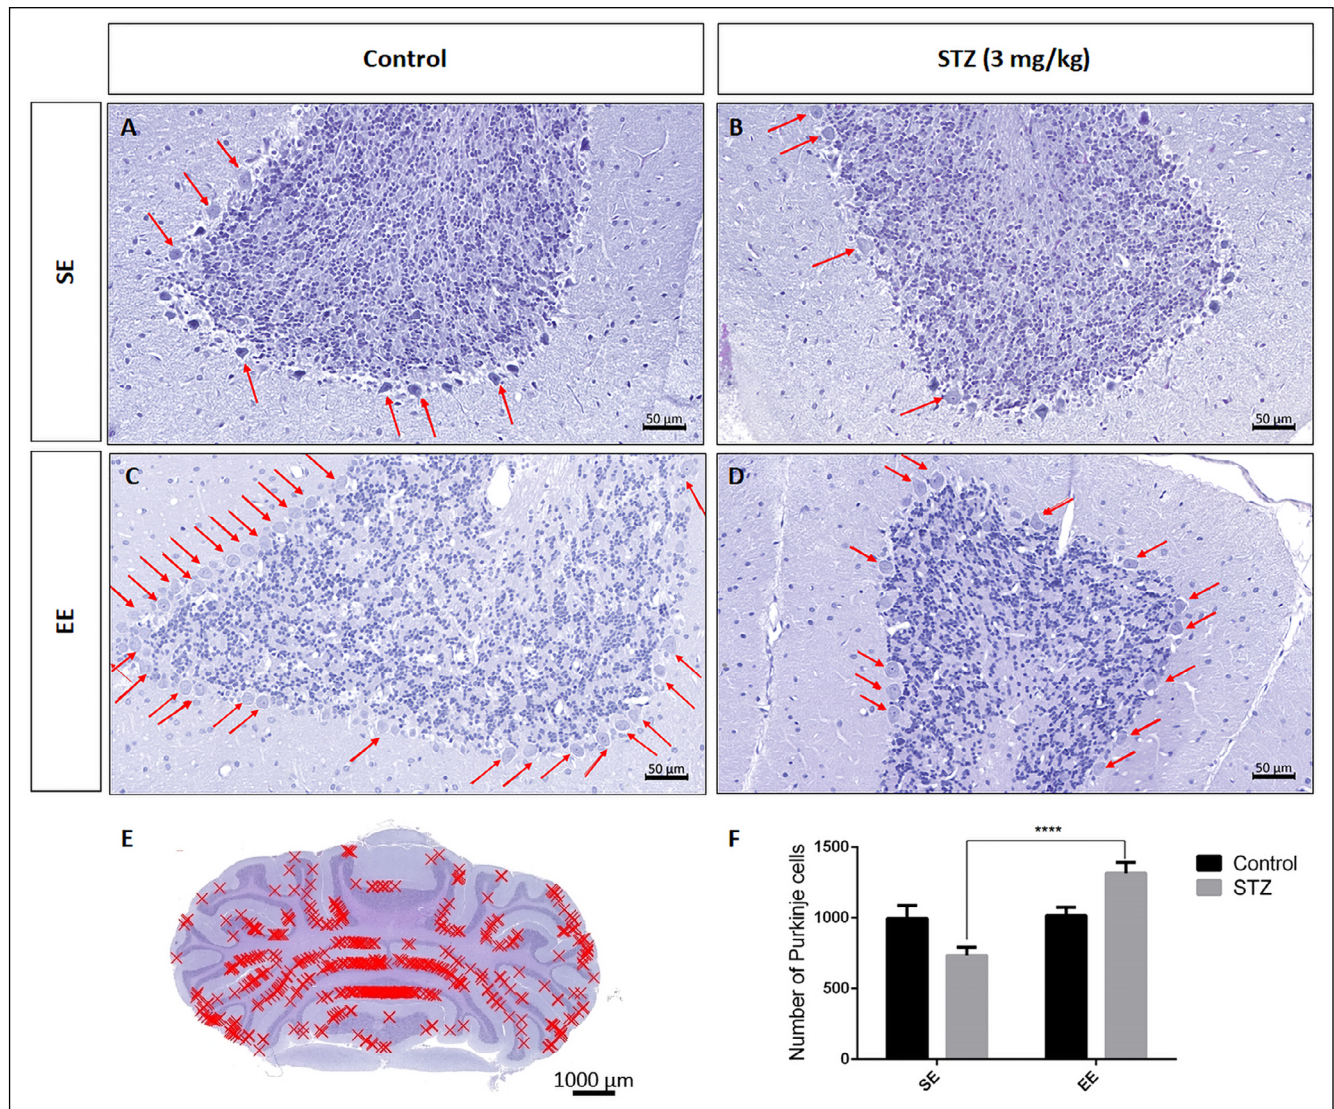 Control
STZ (3 mg/kg)
SE
A
50 µm
B
50 µm
EE
C
50 µm
D
50 µm
E
1000 µm
F
****
Number of Purkinje cells
1500
1000
500
0
SE
EE
Control
STZ